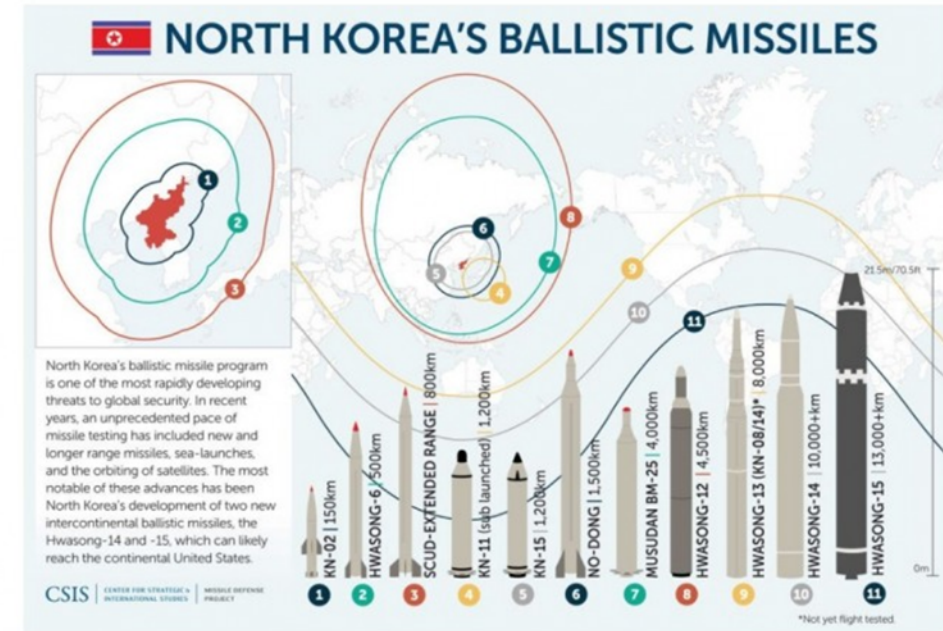 NORTH KOREA'S BALLISTIC MISSILES
1
2
3
6
5
4
7
8
9
10
11
21.5m/70.5ft
0m
North Korea's ballistic missile program
is one of the most rapidly developing
threats to global security. In recent
years, an unprecedented pace of
missile testing has included new and
longer range missiles, sea-launches,
and the orbiting of satellites. The most
notable of these advances has been
North Korea's development of two new
intercontinental ballistic missiles, the
Hwasong-14 and -15, which can likely
reach the continental United States.
CSIS
CENTER FOR STRATEGIC &
INTERNATIONAL STUDIES
MISSILE DEFENSE
PROJECT
KN-02 | 150km
HWASONG-6 | 500km
SCUD-EXTENDED RANGE | 800km
KN-11 (sub launched) | 1,200km
KN-15 | 1,200km
NO-DONG | 1,500km
MUSUDAN BM-25 | 4,000km
HWASONG-12 | 4,500km
HWASONG-13 (KN-08/14)* | 8,000km
HWASONG-14 | 10,000+km
HWASONG-15 | 13,000+km
1 2 3 4 5 6 7 8 9 10 11
*Not yet flight tested.